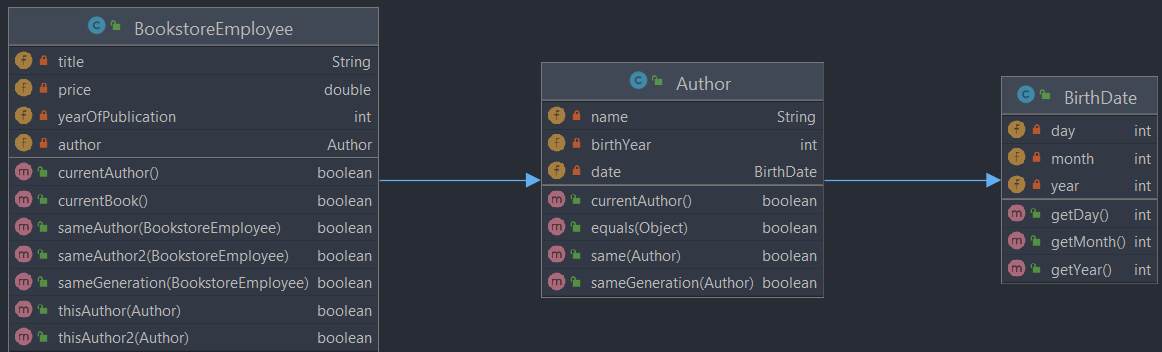 BookstoreEmployee
title String
price double
yearOfPublication int
author Author
currentAuthor() boolean
currentBook() boolean
sameAuthor(BookstoreEmployee) boolean
sameAuthor2(BookstoreEmployee) boolean
sameGeneration(BookstoreEmployee) boolean
thisAuthor(Author) boolean
thisAuthor2(Author) boolean
Author
name String
birthYear int
date BirthDate
currentAuthor() boolean
equals(Object) boolean
same(Author) boolean
sameGeneration(Author) boolean
BirthDate
day int
month int
year int
getDay() int
getMonth() int
getYear() int